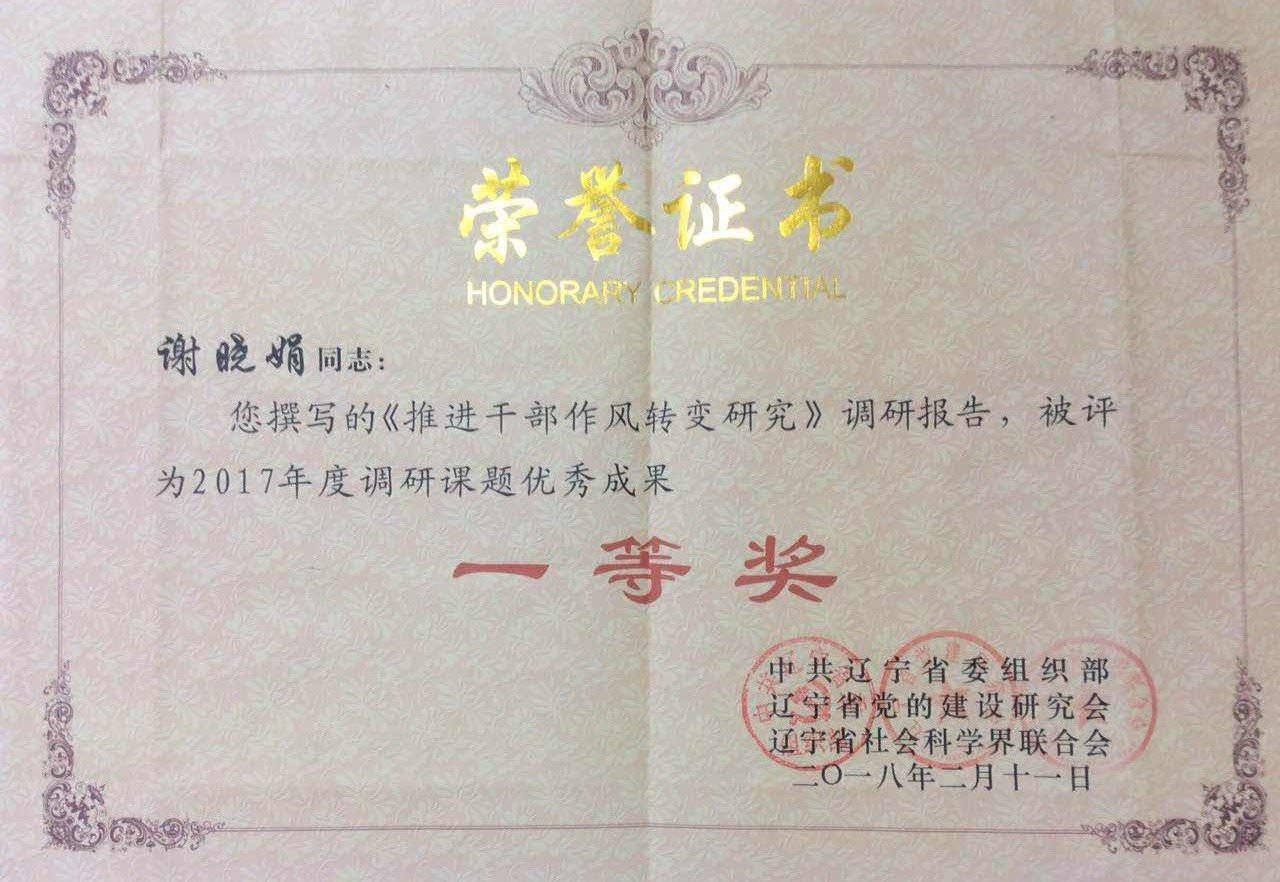 荣誉证书
HONORARY CREDENTIAL
谢晓娟同志：
您撰写的《推进干部作风转变研究》调研报告，被评
为2017年度调研课题优秀成果
一等奖
中共辽宁省委组织部
辽宁省党的建设研究会
辽宁省社会科学界联合会
二〇一八年二月十一日